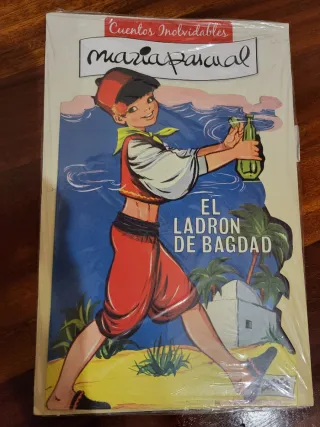 Cuentos Inolvidables
maria pascual
EL
LADRON
DE BAGDAD